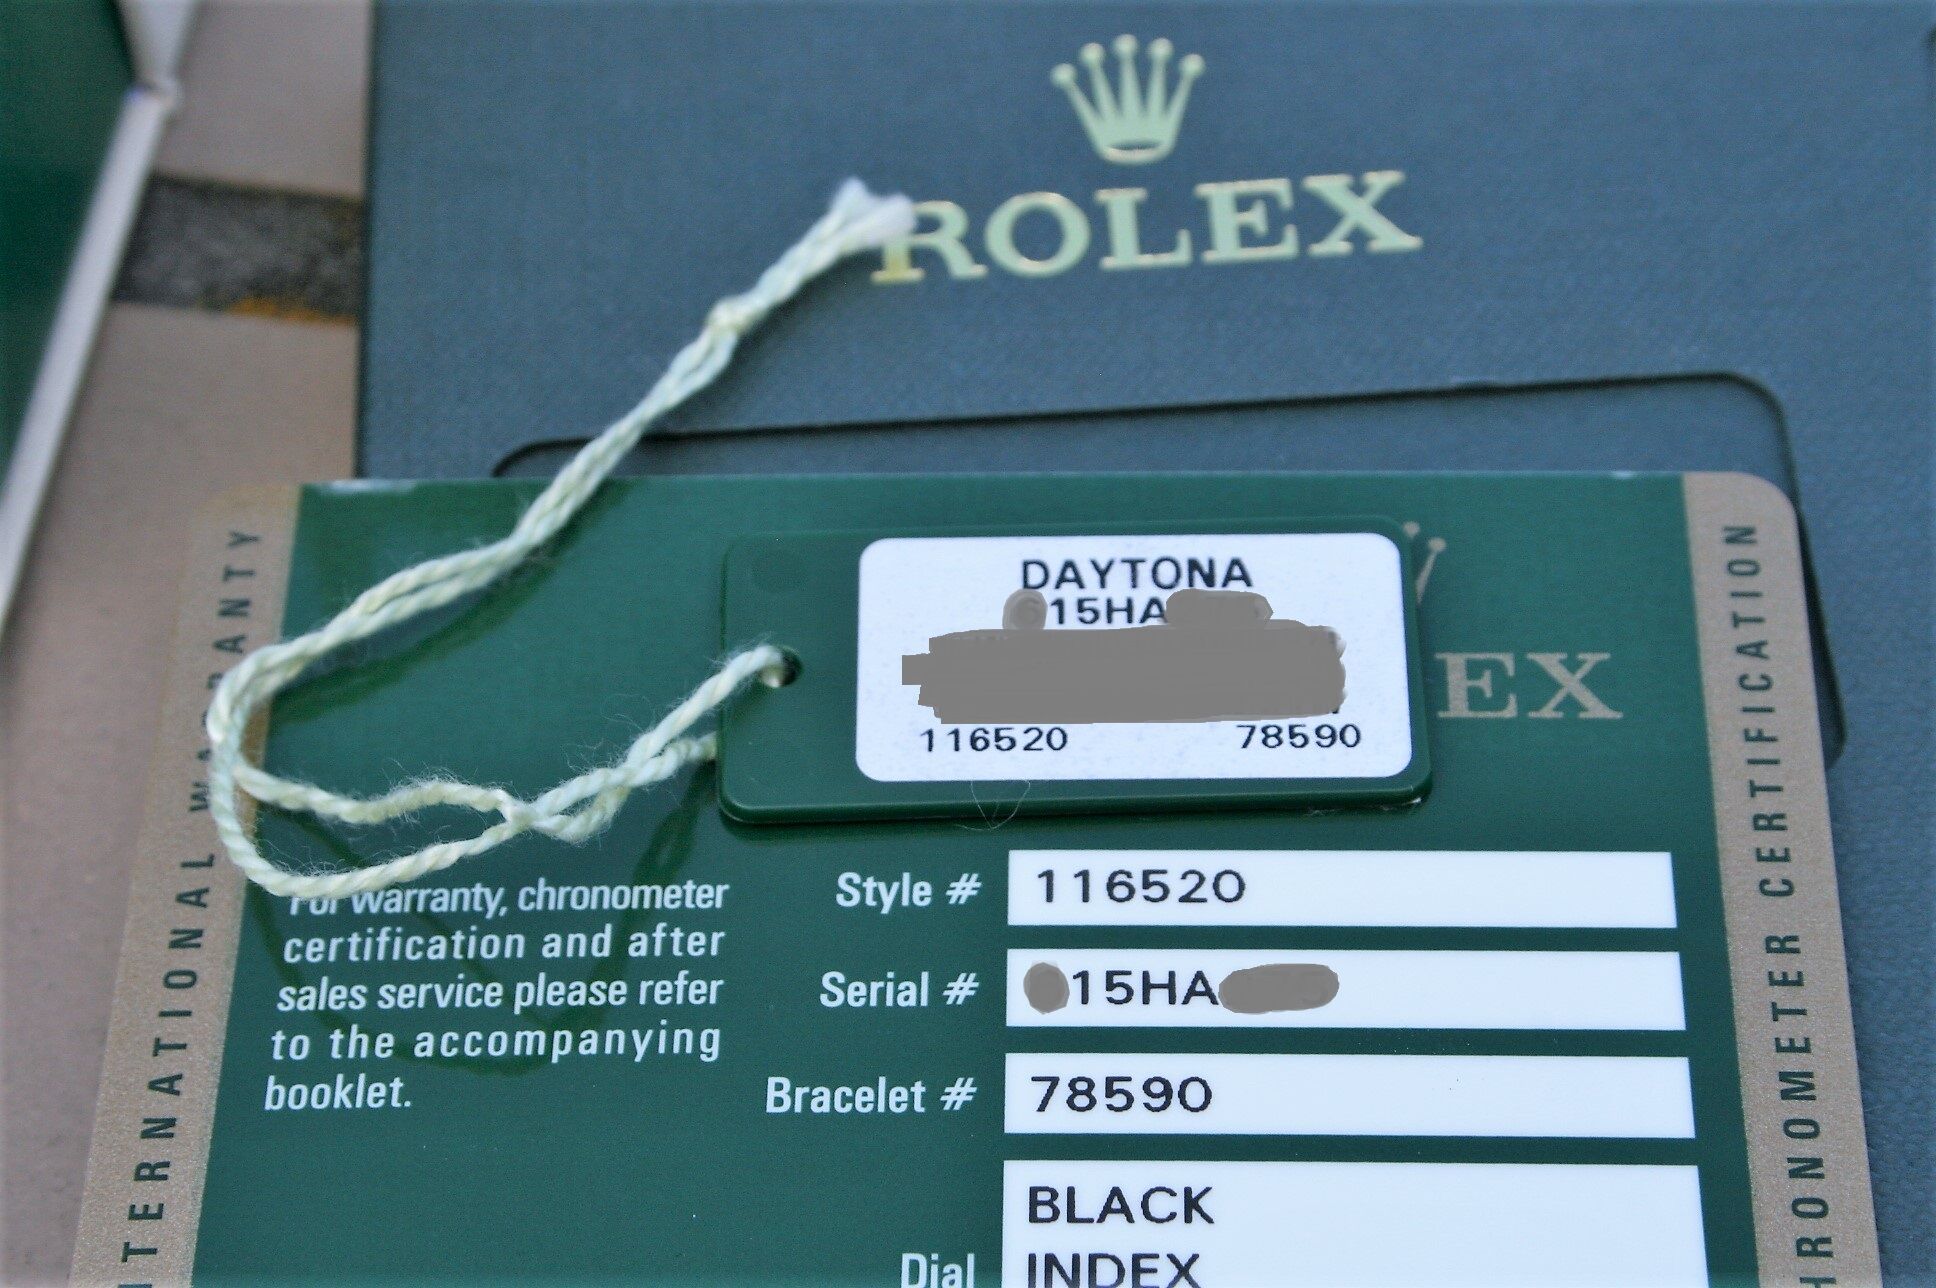 ROLEX
DAYTONA
15HA
116520 78590
EX
INTERNATIONAL WARRANTY
CHRONOMETER CERTIFICATION
For warranty, chronometer
certification and after
sales service please refer
to the accompanying
booklet.
Style # 116520
Serial # 15HA
Bracelet # 78590
BLACK
Dial INDEX